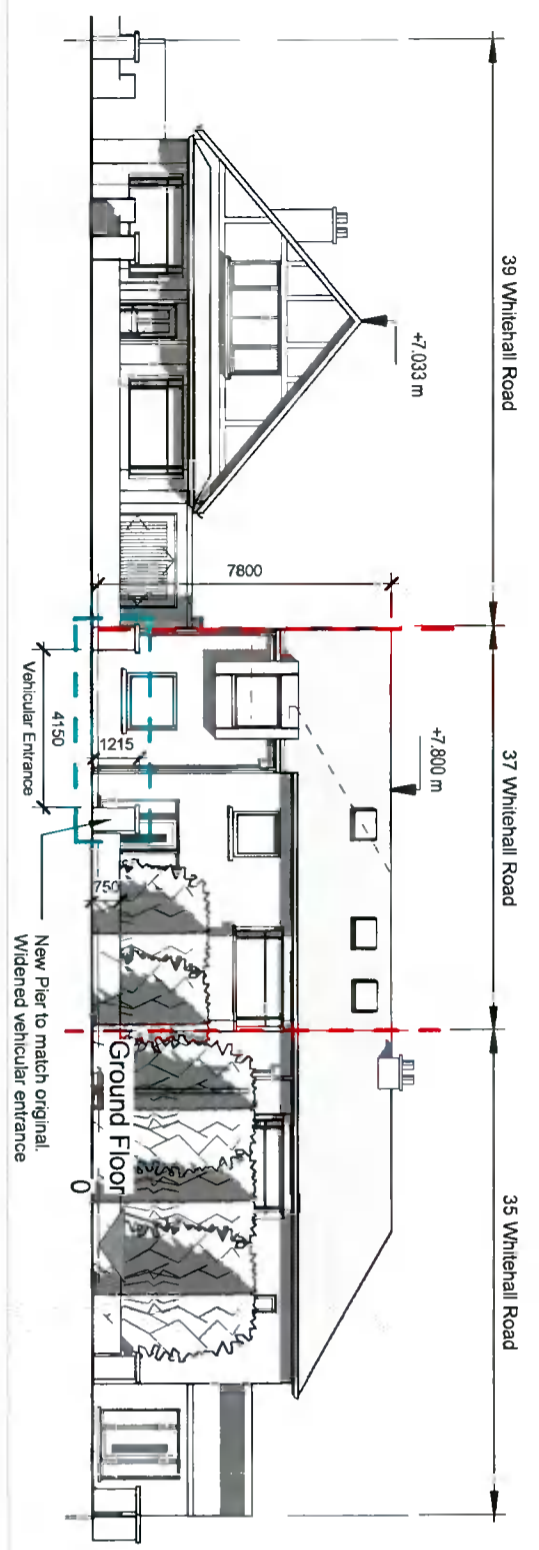 39 Whitehall Road
37 Whitehall Road
35 Whitehall Road
+7.033 m
+7.800 m
7800
1215
750
4150
Vehicular Entrance
Ground Floor
0
New Pier to match original.
Widened vehicular entrance